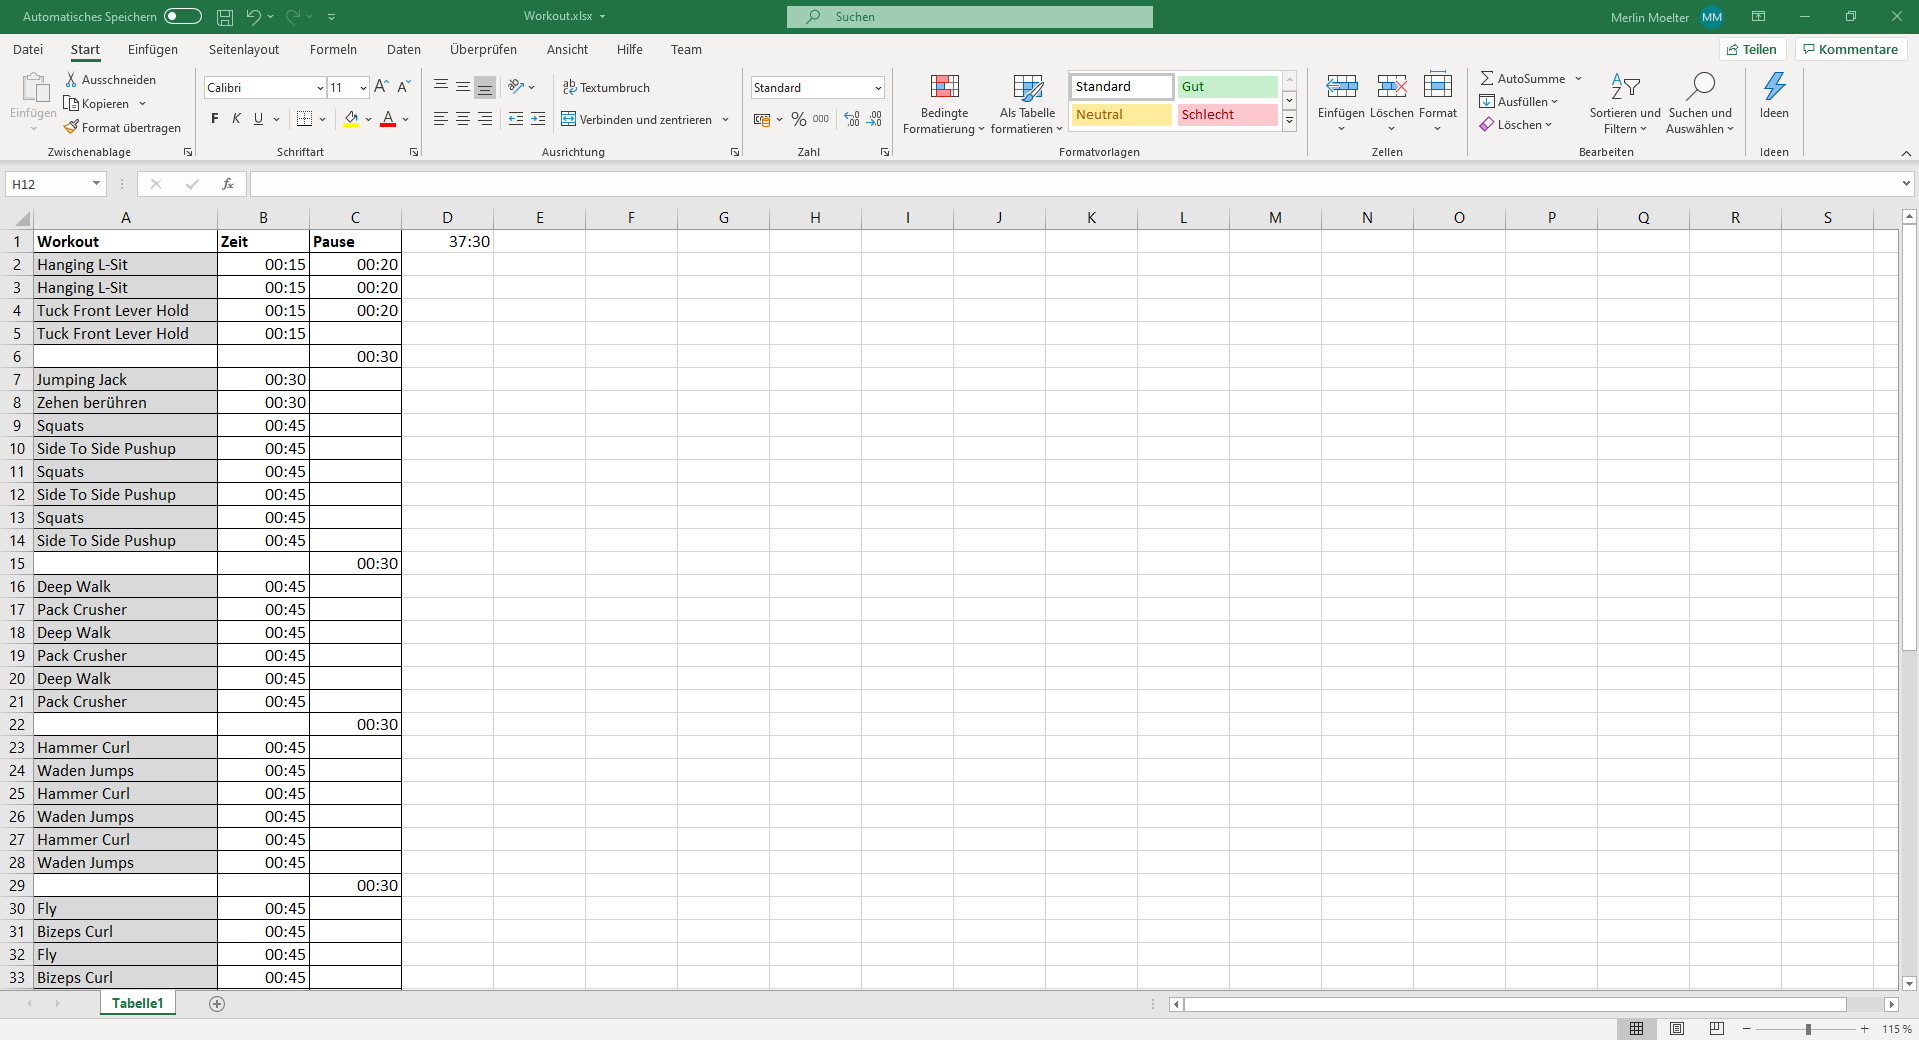 Automatisches Speichern
Workout.xlsx
Suchen
Merlin Moelter MM
Datei Start Einfügen Seitenlayout Formeln Daten Überprüfen Ansicht Hilfe Team
Teilen Kommentare
Einfügen
Ausschneiden
Kopieren
Format übertragen
Zwischenablage
Calibri 11 A A
F K U A
Schriftart
Textumbruch
Verbinden und zentrieren
Ausrichtung
Standard
% 000
Zahl
Bedingte Formatierung
Als Tabelle formatieren
Standard Gut
Neutral Schlecht
Formatvorlagen
Einfügen Löschen Format
Zellen
AutoSumme
Ausfüllen
Löschen
Sortieren und Filtern
Suchen und Auswählen
Bearbeiten
Ideen
Ideen
H12 fx
A B C D E F G H I J K L M N O P Q R S
1 Workout Zeit Pause 37:30
2 Hanging L-Sit 00:15 00:20
3 Hanging L-Sit 00:15 00:20
4 Tuck Front Lever Hold 00:15 00:20
5 Tuck Front Lever Hold 00:15
6 00:30
7 Jumping Jack 00:30
8 Zehen berühren 00:30
9 Squats 00:45
10 Side To Side Pushup 00:45
11 Squats 00:45
12 Side To Side Pushup 00:45
13 Squats 00:45
14 Side To Side Pushup 00:45
15 00:30
16 Deep Walk 00:45
17 Pack Crusher 00:45
18 Deep Walk 00:45
19 Pack Crusher 00:45
20 Deep Walk 00:45
21 Pack Crusher 00:45
22 00:30
23 Hammer Curl 00:45
24 Waden Jumps 00:45
25 Hammer Curl 00:45
26 Waden Jumps 00:45
27 Hammer Curl 00:45
28 Waden Jumps 00:45
29 00:30
30 Fly 00:45
31 Bizeps Curl 00:45
32 Fly 00:45
33 Bizeps Curl 00:45
Tabelle1
115 %